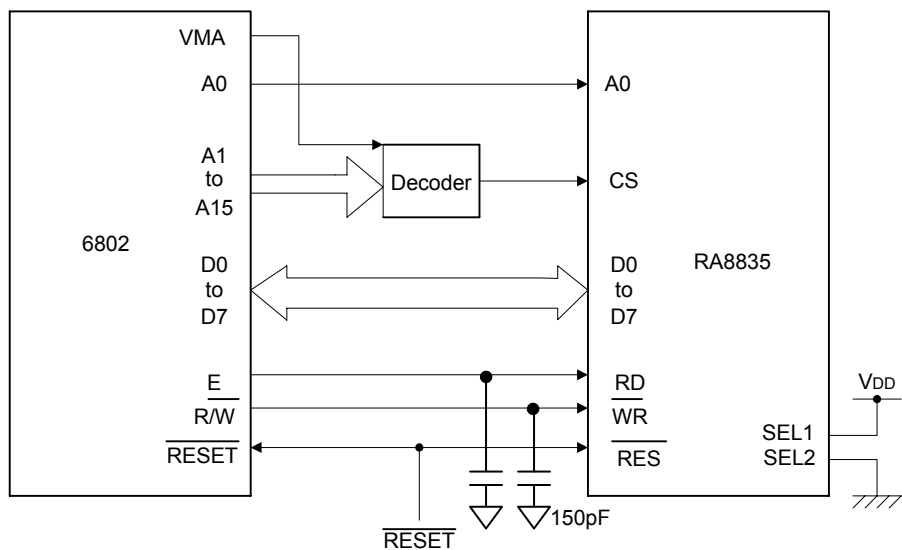 VMA
A0
A1
to
A15
6802
D0
to
D7
E
R/W
RESET
Decoder
A0
CS
RA8835
D0
to
D7
RD
WR
RES
VDD
SEL1
SEL2
150pF
RESET